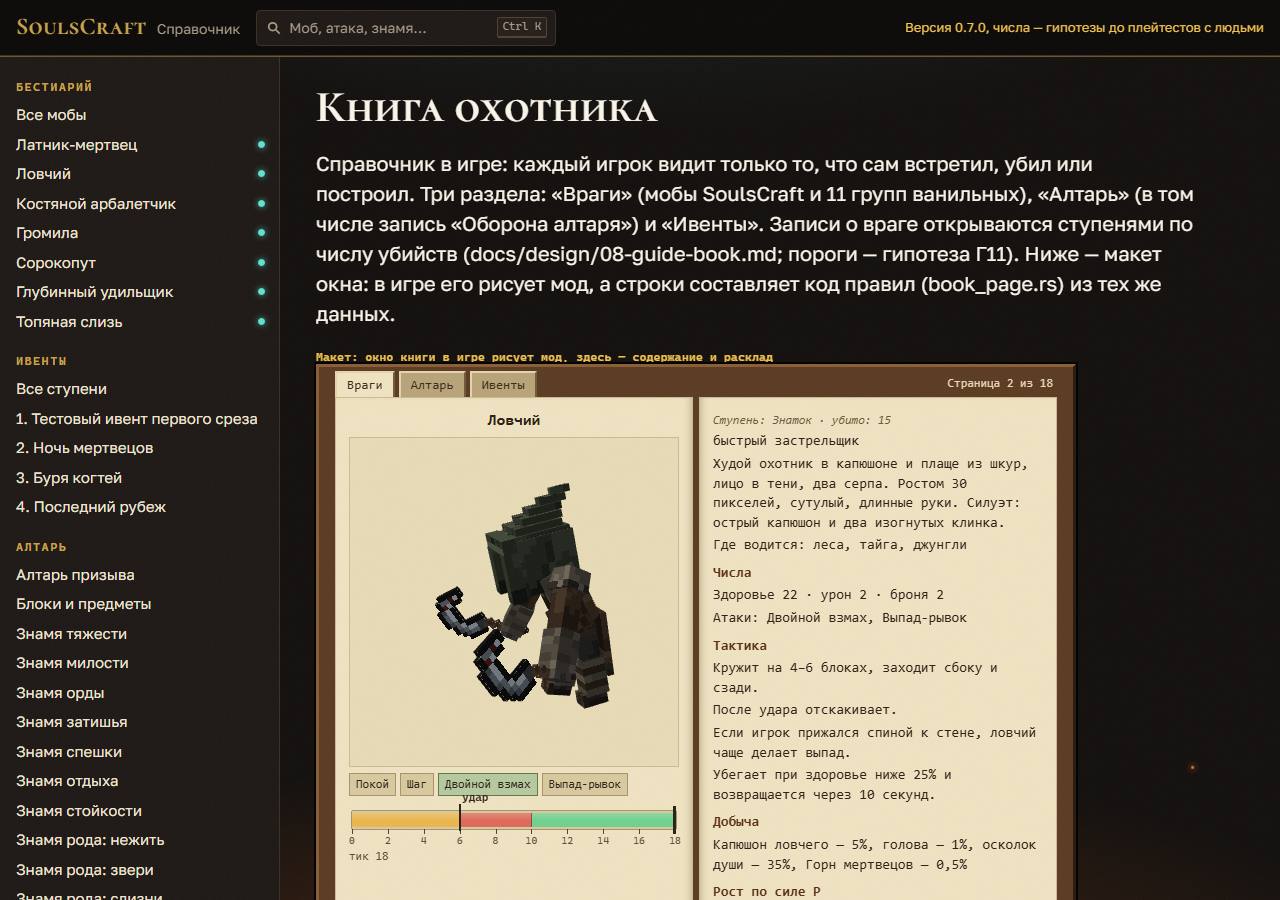 SoulsCraft Справочник
Моб, атака, знамя...
Ctrl K
Версия 0.7.0, числа — гипотезы до плейтестов с людьми
БЕСТИАРИЙ
Все мобы
Латник-мертвец
Ловчий
Костяной арбалетчик
Громила
Сорокопут
Глубинный удильщик
Топяная слизь
ИВЕНТЫ
Все ступени
1. Тестовый ивент первого среза
2. Ночь мертвецов
3. Буря когтей
4. Последний рубеж
АЛТАРЬ
Алтарь призыва
Блоки и предметы
Знамя тяжести
Знамя милости
Знамя орды
Знамя затишья
Знамя спешки
Знамя отдыха
Знамя стойкости
Знамя рода: нежить
Знамя рода: звери
Знамя рода: слизни
Книга охотника
Справочник в игре: каждый игрок видит только то, что сам встретил, убил или
построил. Три раздела: «Враги» (мобы SoulsCraft и 11 групп ванильных), «Алтарь» (в том
числе запись «Оборона алтаря») и «Ивенты». Записи о враге открываются ступенями по
числу убийств (docs/design/08-guide-book.md; пороги — гипотеза Г11). Ниже — макет
окна: в игре его рисует мод, а строки составляет код правил (book_page.rs) из тех же
данных.
Макет: окно книги в игре рисует мод, здесь — содержание и расклад
Враги
Алтарь
Ивенты
Страница 2 из 18
Ловчий
Покой
Шаг
Двойной взмах
Выпад-рывок
удар
0 2 4 6 8 10 12 14 16 18
тик 18
Ступень: Знаток · убито: 15
быстрый застрельщик
Худой охотник в капюшоне и плаще из шкур,
лицо в тени, два серпа. Ростом 30
пикселей, сутулый, длинные руки. Силуэт:
острый капюшон и два изогнутых клинка.
Где водится: леса, тайга, джунгли
Числа
Здоровье 22 · урон 2 · броня 2
Атаки: Двойной взмах, Выпад-рывок
Тактика
Кружит на 4–6 блоках, заходит сбоку и
сзади.
После удара отскакивает.
Если игрок прижался спиной к стене, ловчий
чаще делает выпад.
Убегает при здоровье ниже 25% и
возвращается через 10 секунд.
Добыча
Капюшон ловчего — 5%, голова — 1%, осколок
души — 35%, Горн мертвецов — 0,5%
Рост по силе P